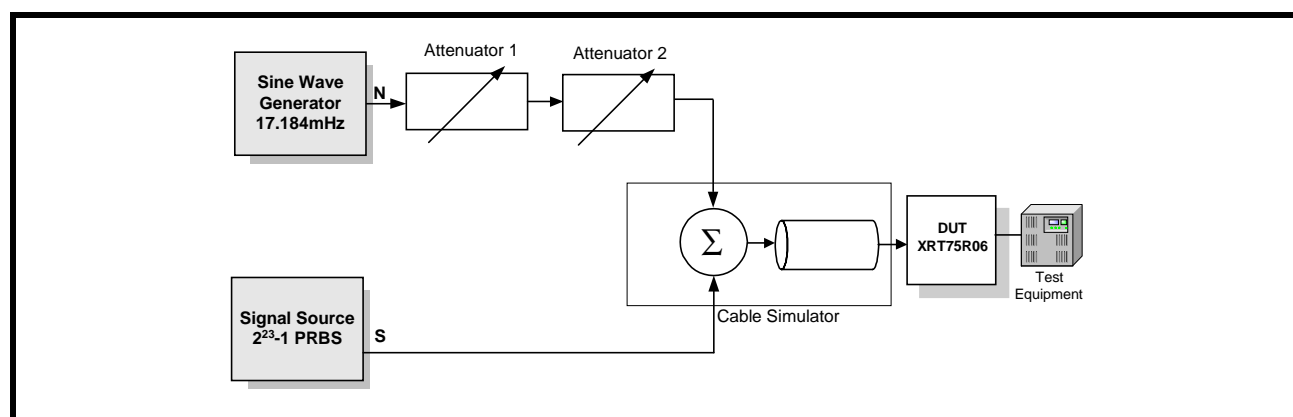 Attenuator 1
Attenuator 2
Sine Wave
Generator
17.184mHz
N
Σ
DUT
XRT75R06
Test
Equipment
Cable Simulator
Signal Source
2²³-1 PRBS
S